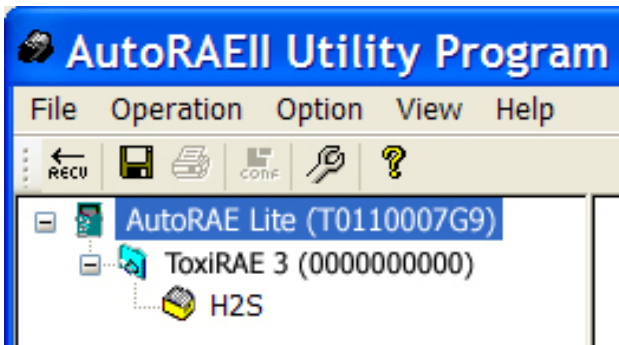 AutoRAEII Utility Program
File Operation Option View Help
RECV CONF ?
AutoRAE Lite (T0110007G9)
ToxiRAE 3 (0000000000)
H2S